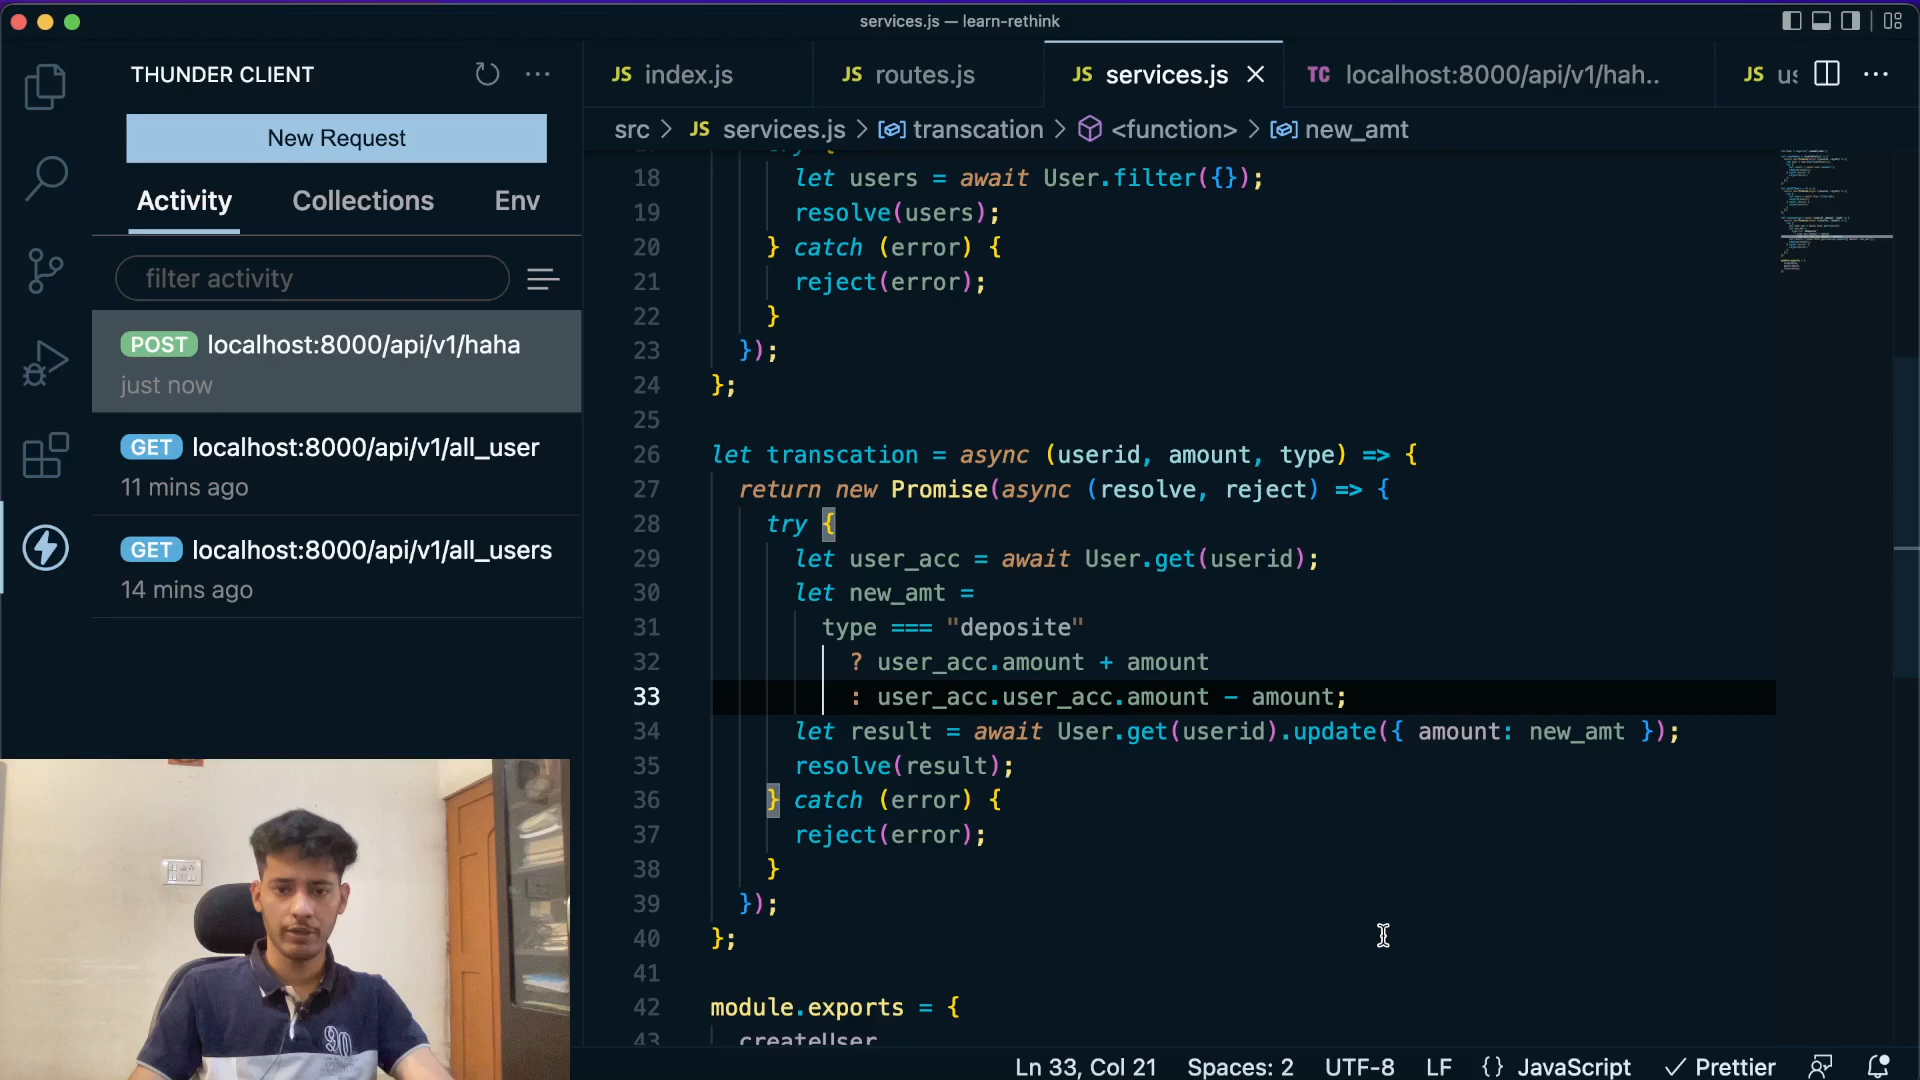 services.js — learn-rethink
THUNDER CLIENT
New Request
Activity
Collections
Env
filter activity
POST localhost:8000/api/v1/haha
just now
GET localhost:8000/api/v1/all_user
11 mins ago
GET localhost:8000/api/v1/all_users
14 mins ago
JS index.js
JS routes.js
JS services.js
TC localhost:8000/api/v1/hah..
JS us
src > JS services.js > transcation > <function> > new_amt
18 let users = await User.filter({});
19 resolve(users);
20 } catch (error) {
21 reject(error);
22 }
23 });
24 };
25
26 let transcation = async (userid, amount, type) => {
27 return new Promise(async (resolve, reject) => {
28 try {
29 let user_acc = await User.get(userid);
30 let new_amt =
31 type === "deposite"
32 ? user_acc.amount + amount
33 : user_acc.user_acc.amount - amount;
34 let result = await User.get(userid).update({ amount: new_amt });
35 resolve(result);
36 } catch (error) {
37 reject(error);
38 }
39 });
40 };
41
42 module.exports = {
43 createUser
Ln 33, Col 21
Spaces: 2
UTF-8
LF
{} JavaScript
Prettier
90